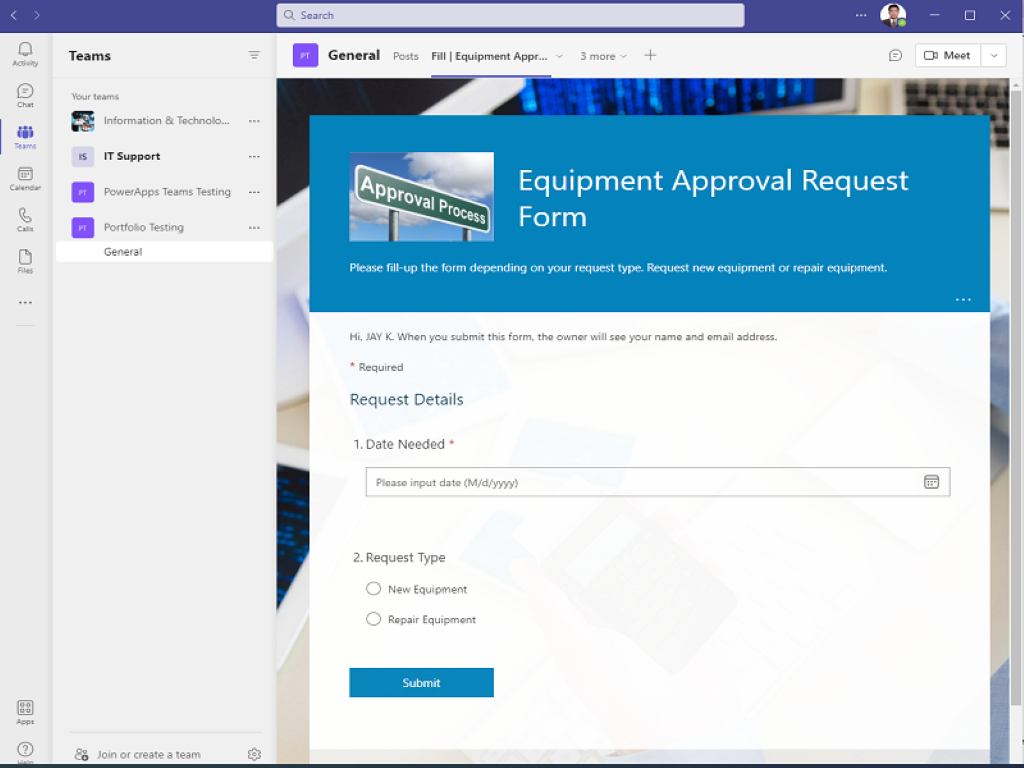 Search
Activity
Chat
Teams
Calendar
Calls
Files
Apps
Help
Teams
Your teams
Information & Technolo...
IS IT Support
PT PowerApps Teams Testing
PT Portfolio Testing
General
Join or create a team
PT General Posts Fill | Equipment Appr... 3 more Meet
Approval Process
Equipment Approval Request
Form
Please fill-up the form depending on your request type. Request new equipment or repair equipment.
Hi, JAY K. When you submit this form, the owner will see your name and email address.
* Required
Request Details
1. Date Needed *
Please input date (M/d/yyyy)
2. Request Type
New Equipment
Repair Equipment
Submit